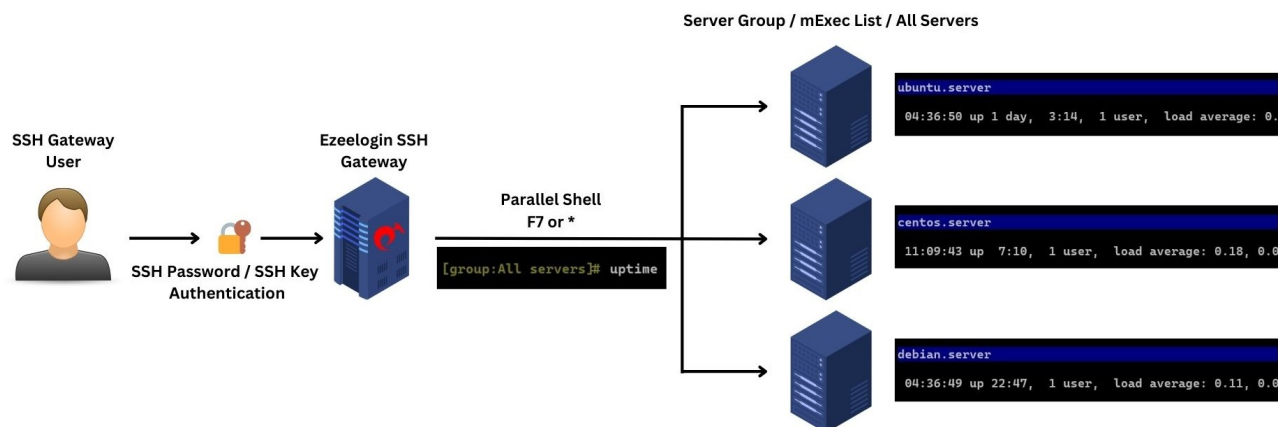 Server Group / mExec List / All Servers
SSH Gateway
User
SSH Password / SSH Key
Authentication
Ezeelogin SSH
Gateway
Parallel Shell
F7 or *
[group:All servers]# uptime
ubuntu.server
04:36:50 up 1 day, 3:14, 1 user, load average: 0.
centos.server
11:09:43 up 7:10, 1 user, load average: 0.18, 0.0
debian.server
04:36:49 up 22:47, 1 user, load average: 0.11, 0.0